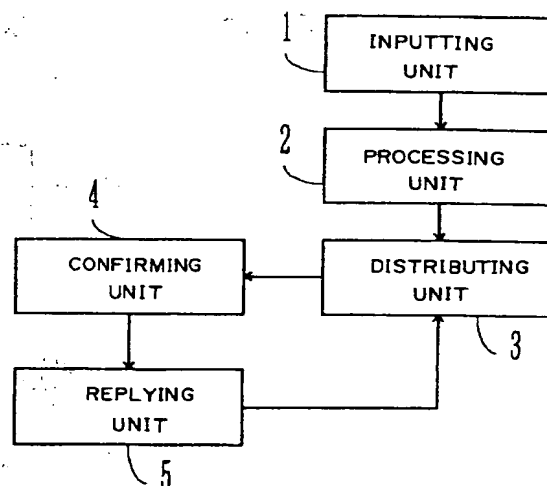 1
INPUTTING
UNIT
2
PROCESSING
UNIT
4
CONFIRMING
UNIT
DISTRIBUTING
UNIT
3
REPLYING
UNIT
5